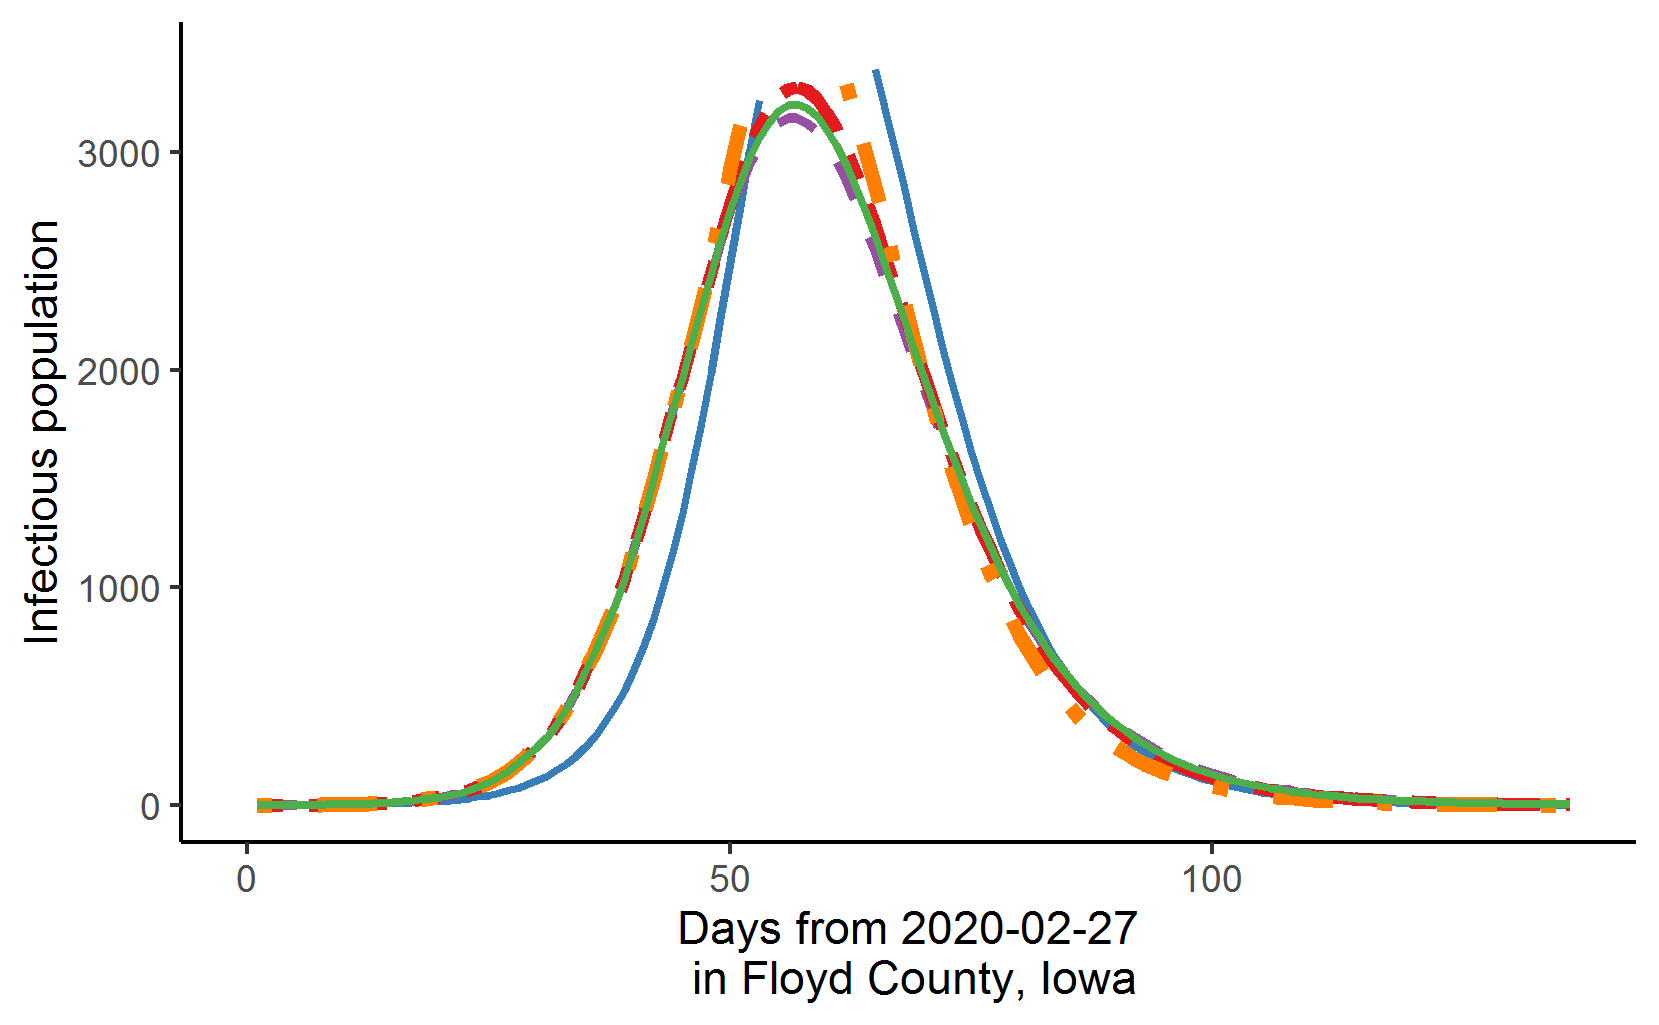 Infectious population
3000
2000
1000
0
0 50 100
Days from 2020-02-27
in Floyd County, Iowa